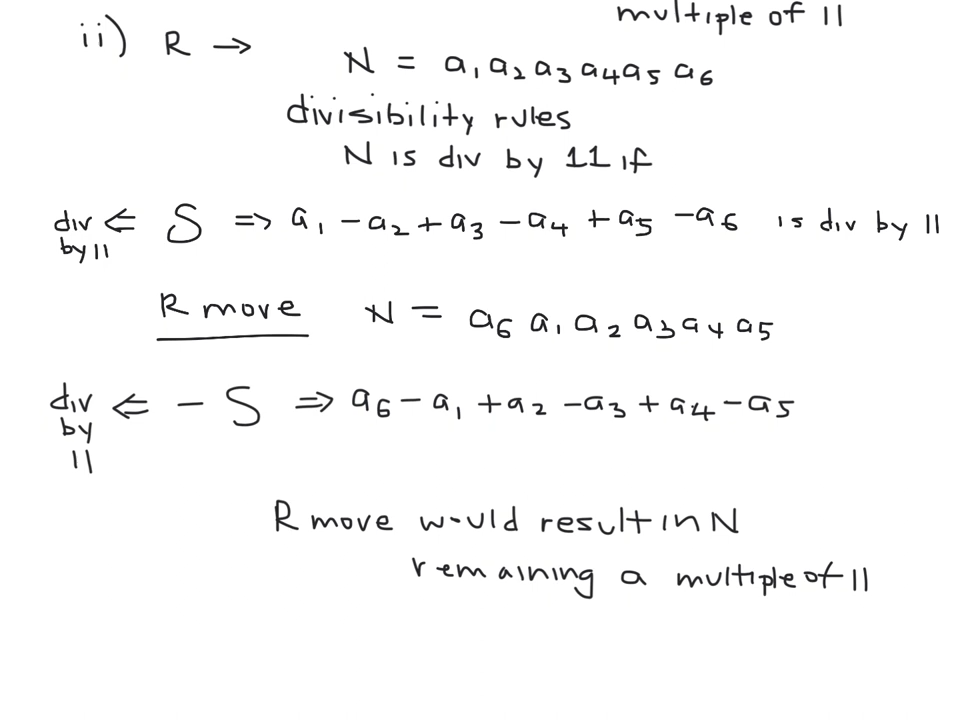 multiple of 11
ii) R → N = a₁a₂a₃a₄a₅a₆
divisibility rules
N is div by 11 if
div by 11 ⇐ S ⇒ a₁ - a₂ + a₃ - a₄ + a₅ - a₆ is div by 11
R move N = a₆a₁a₂a₃a₄a₅
div by 11 ⇐ - S ⇒ a₆ - a₁ + a₂ - a₃ + a₄ - a₅
R move would result in N
remaining a multiple of 11